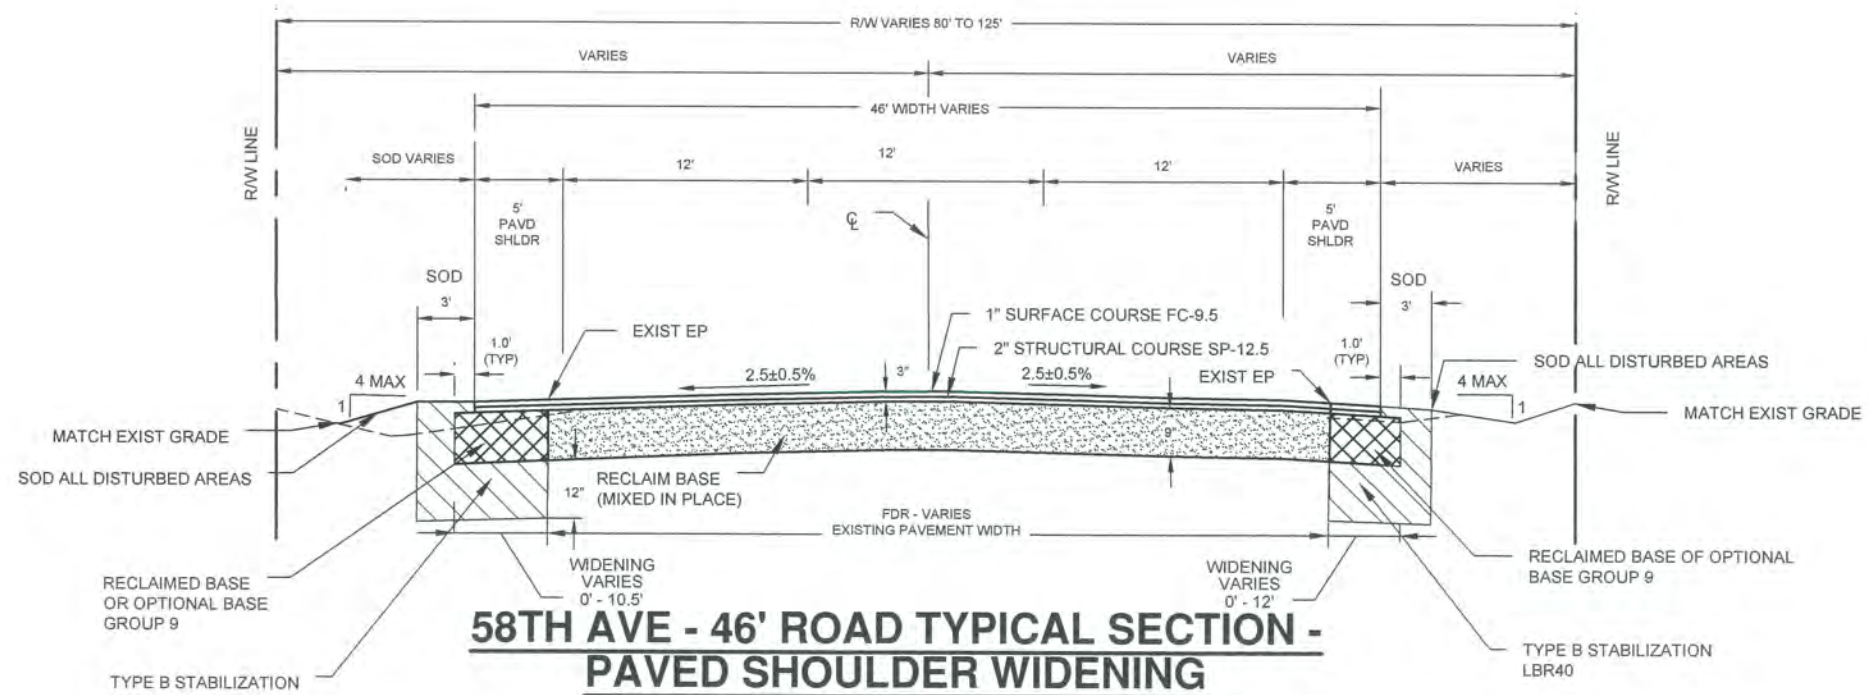 R/W VARIES 80' TO 125'
VARIES
VARIES
46' WIDTH VARIES
R/W LINE
R/W LINE
SOD VARIES
12'
12'
12'
VARIES
5'
PAVD
SHLDR
℄
5'
PAVD
SHLDR
SOD
3'
SOD
3'
1.0'
(TYP)
EXIST EP
1" SURFACE COURSE FC-9.5
2" STRUCTURAL COURSE SP-12.5
1.0'
(TYP)
SOD ALL DISTURBED AREAS
2.5±0.5%
3"
2.5±0.5%
EXIST EP
4 MAX
1
4 MAX
1
MATCH EXIST GRADE
MATCH EXIST GRADE
9"
SOD ALL DISTURBED AREAS
RECLAIM BASE
(MIXED IN PLACE)
12"
FDR - VARIES
EXISTING PAVEMENT WIDTH
RECLAIMED BASE
OR OPTIONAL BASE
GROUP 9
WIDENING
VARIES
0' - 10.5'
WIDENING
VARIES
0' - 12'
RECLAIMED BASE OF OPTIONAL
BASE GROUP 9
58TH AVE - 46' ROAD TYPICAL SECTION -
PAVED SHOULDER WIDENING
TYPE B STABILIZATION
TYPE B STABILIZATION
LBR40